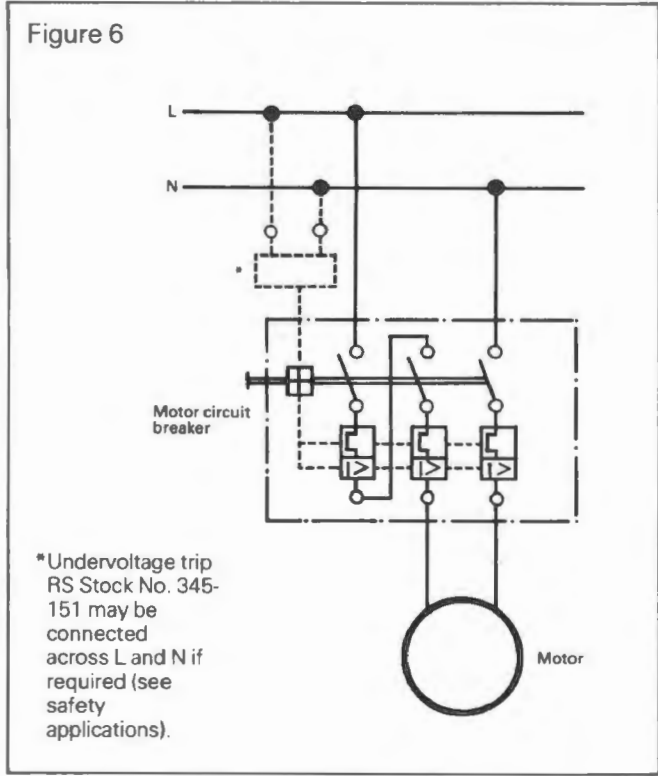 Figure 6
L
N
*
Motor circuit
breaker
I>
I>
I>
*Undervoltage trip
RS Stock No. 345-
151 may be
connected
across L and N if
required (see
safety
applications).
Motor